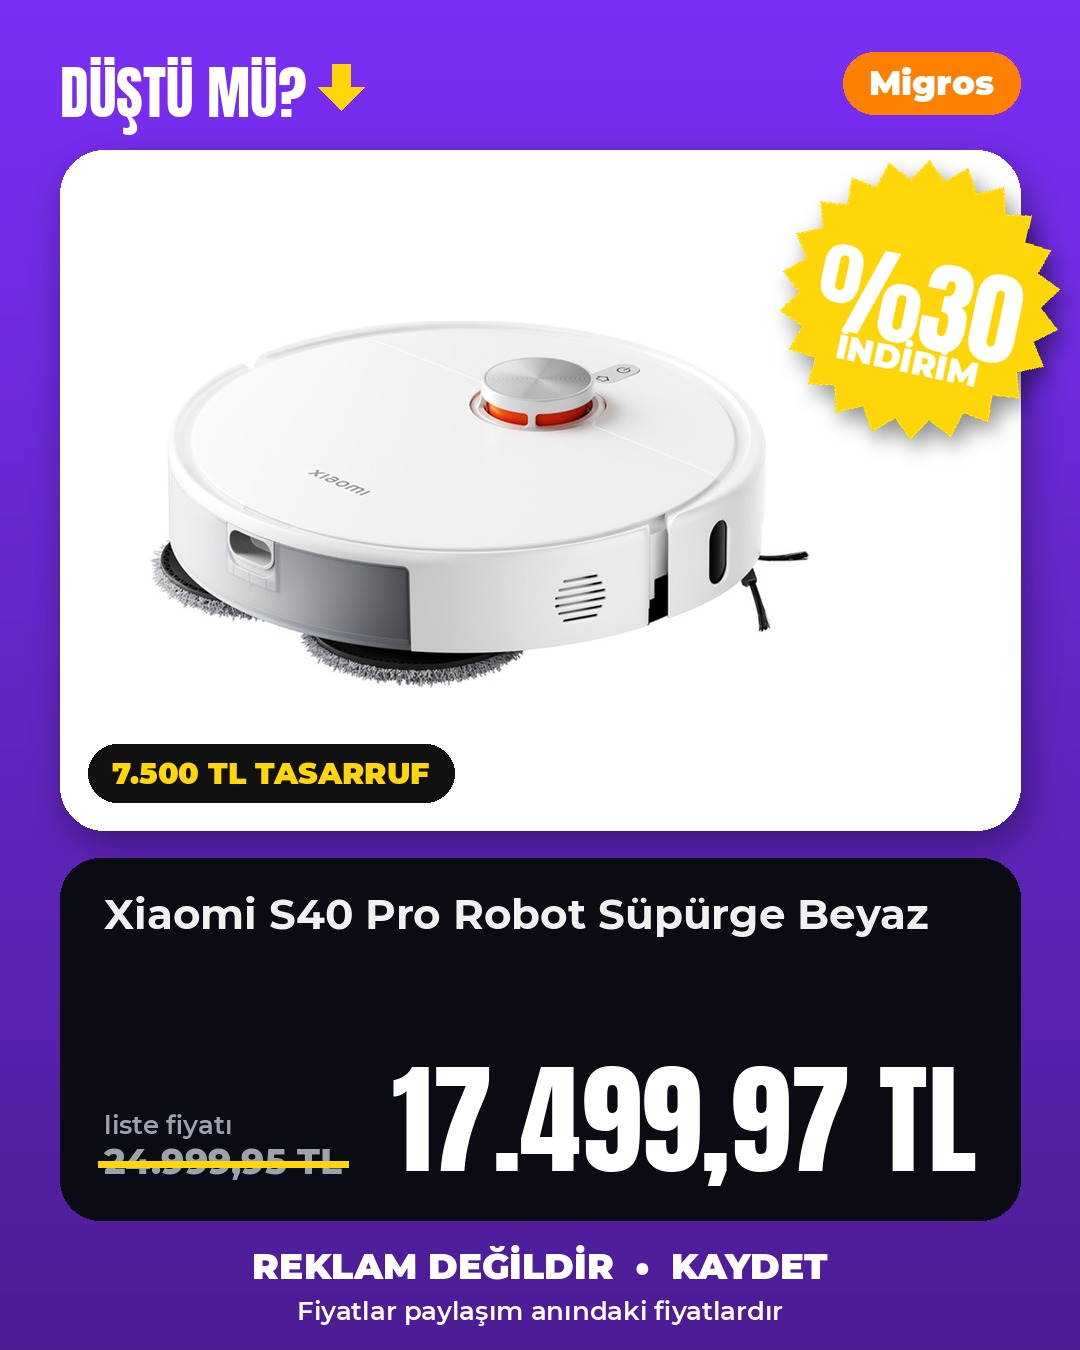 DÜŞTÜ MÜ?
Migros
%30
İNDİRİM
xiaomi
7.500 TL TASARRUF
Xiaomi S40 Pro Robot Süpürge Beyaz
liste fiyatı
24.999,95 TL
17.499,97 TL
REKLAM DEĞİLDİR • KAYDET
Fiyatlar paylaşım anındaki fiyatlardır